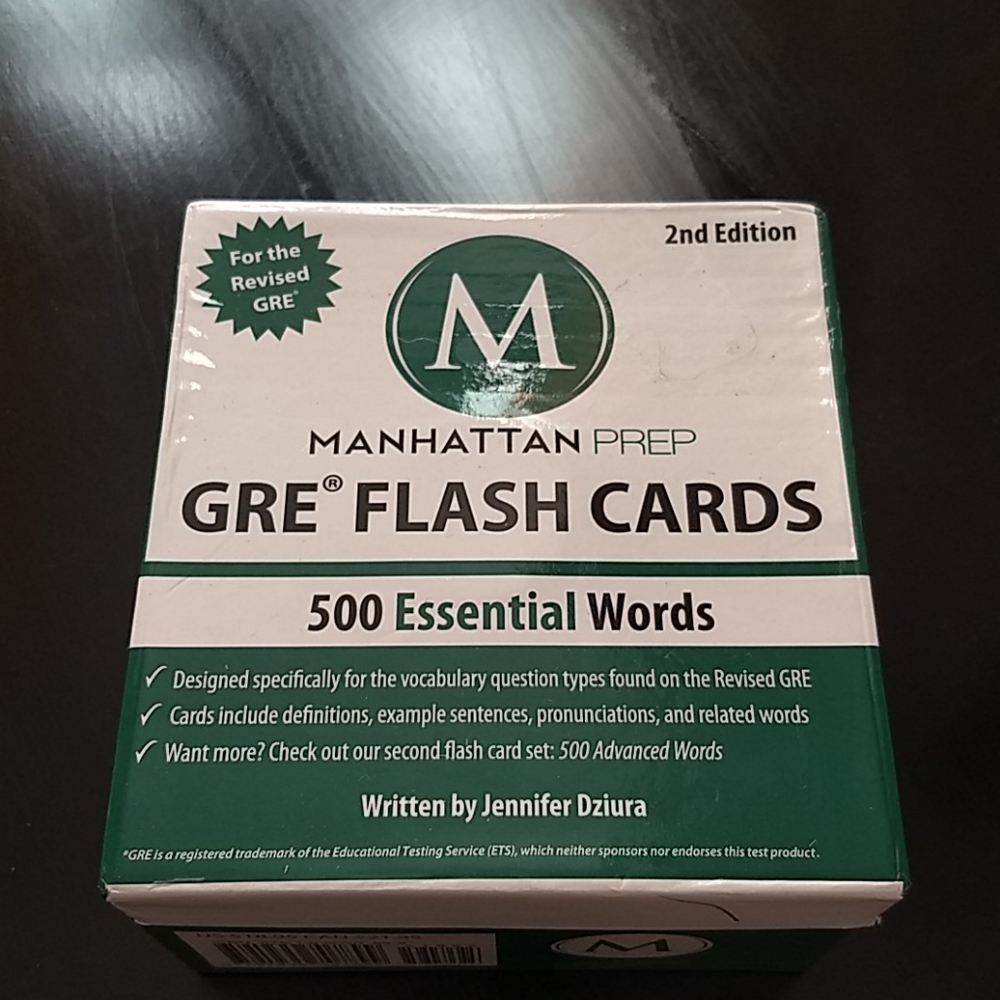 For the
Revised
GRE®
2nd Edition
M
MANHATTAN PREP
GRE® FLASH CARDS
500 Essential Words
✓ Designed specifically for the vocabulary question types found on the Revised GRE
✓ Cards include definitions, example sentences, pronunciations, and related words
✓ Want more? Check out our second flash card set: 500 Advanced Words
Written by Jennifer Dziura
*GRE is a registered trademark of the Educational Testing Service (ETS), which neither sponsors nor endorses this test product.
M